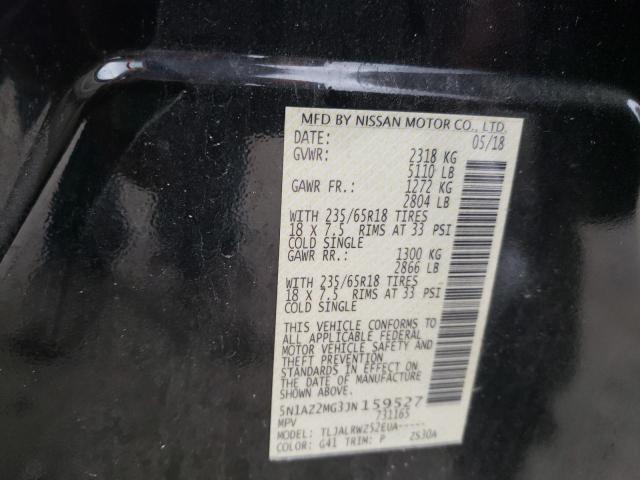 MFD BY NISSAN MOTOR CO., LTD.
DATE: 05/18
GVWR: 2318 KG
5110 LB
GAWR FR.: 1272 KG
2804 LB
WITH 235/65R18 TIRES
18 X 7.5 RIMS AT 33 PSI
COLD SINGLE
GAWR RR.: 1300 KG
2866 LB
WITH 235/65R18 TIRES
18 X 7.5 RIMS AT 33 PSI
COLD SINGLE
THIS VEHICLE CONFORMS TO
ALL APPLICABLE FEDERAL
MOTOR VEHICLE SAFETY AND
THEFT PREVENTION
STANDARDS IN EFFECT ON
THE DATE OF MANUFACTURE
SHOWN ABOVE.
5N1AZ2MG3JN159527
MPV 731165
MODEL: TLJALRWZ52EUA-----
COLOR: G41 TRIM: P ZS30A